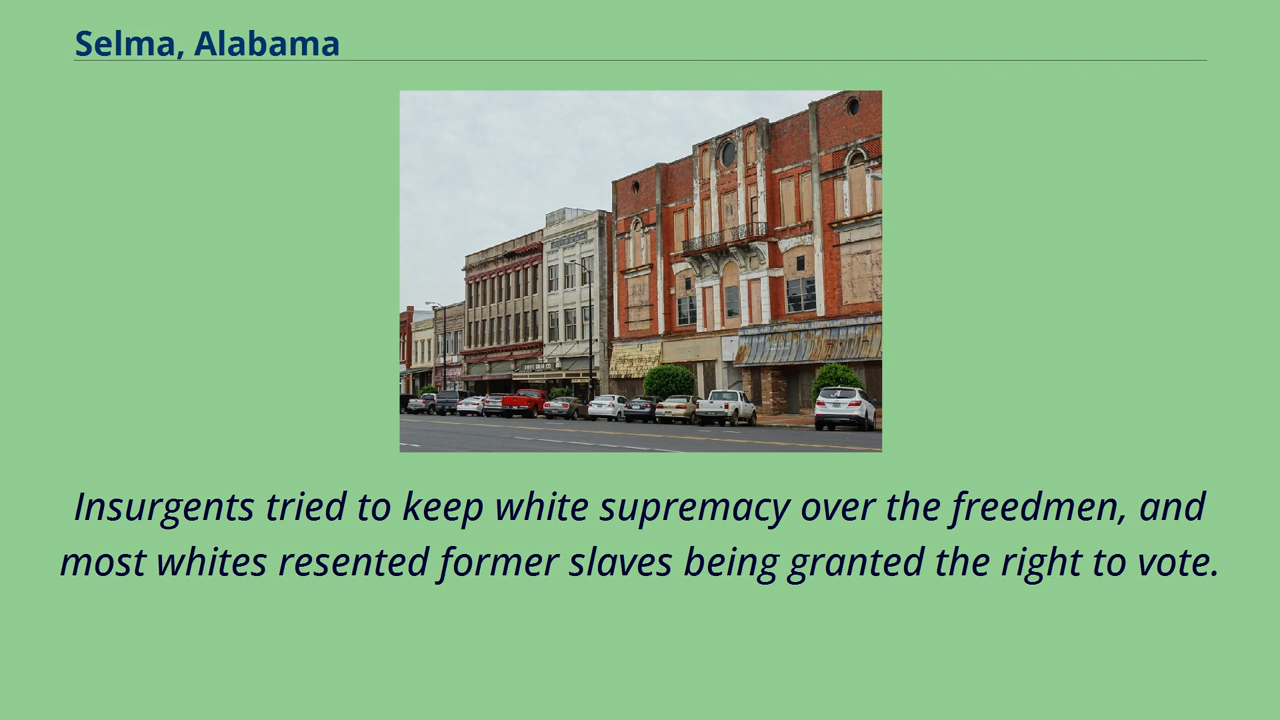 Selma, Alabama
Insurgents tried to keep white supremacy over the freedmen, and
most whites resented former slaves being granted the right to vote.